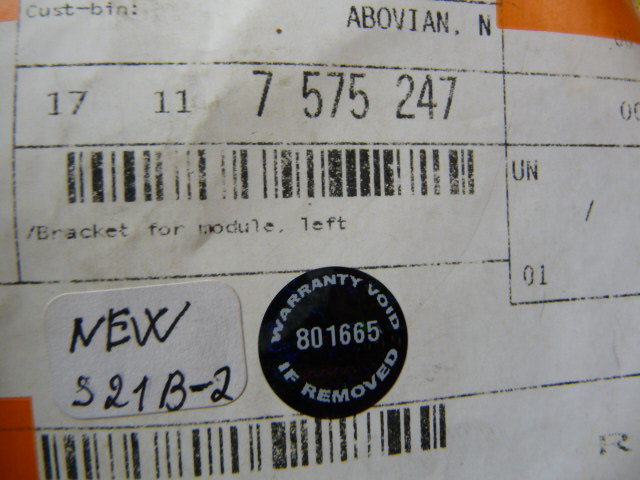 Cust-bin:
ABOVIAN, N
17 11 7 575 247
UN
/
/Bracket for module, left
01
NEW
S21B-2
WARRANTY VOID
801665
IF REMOVED
R